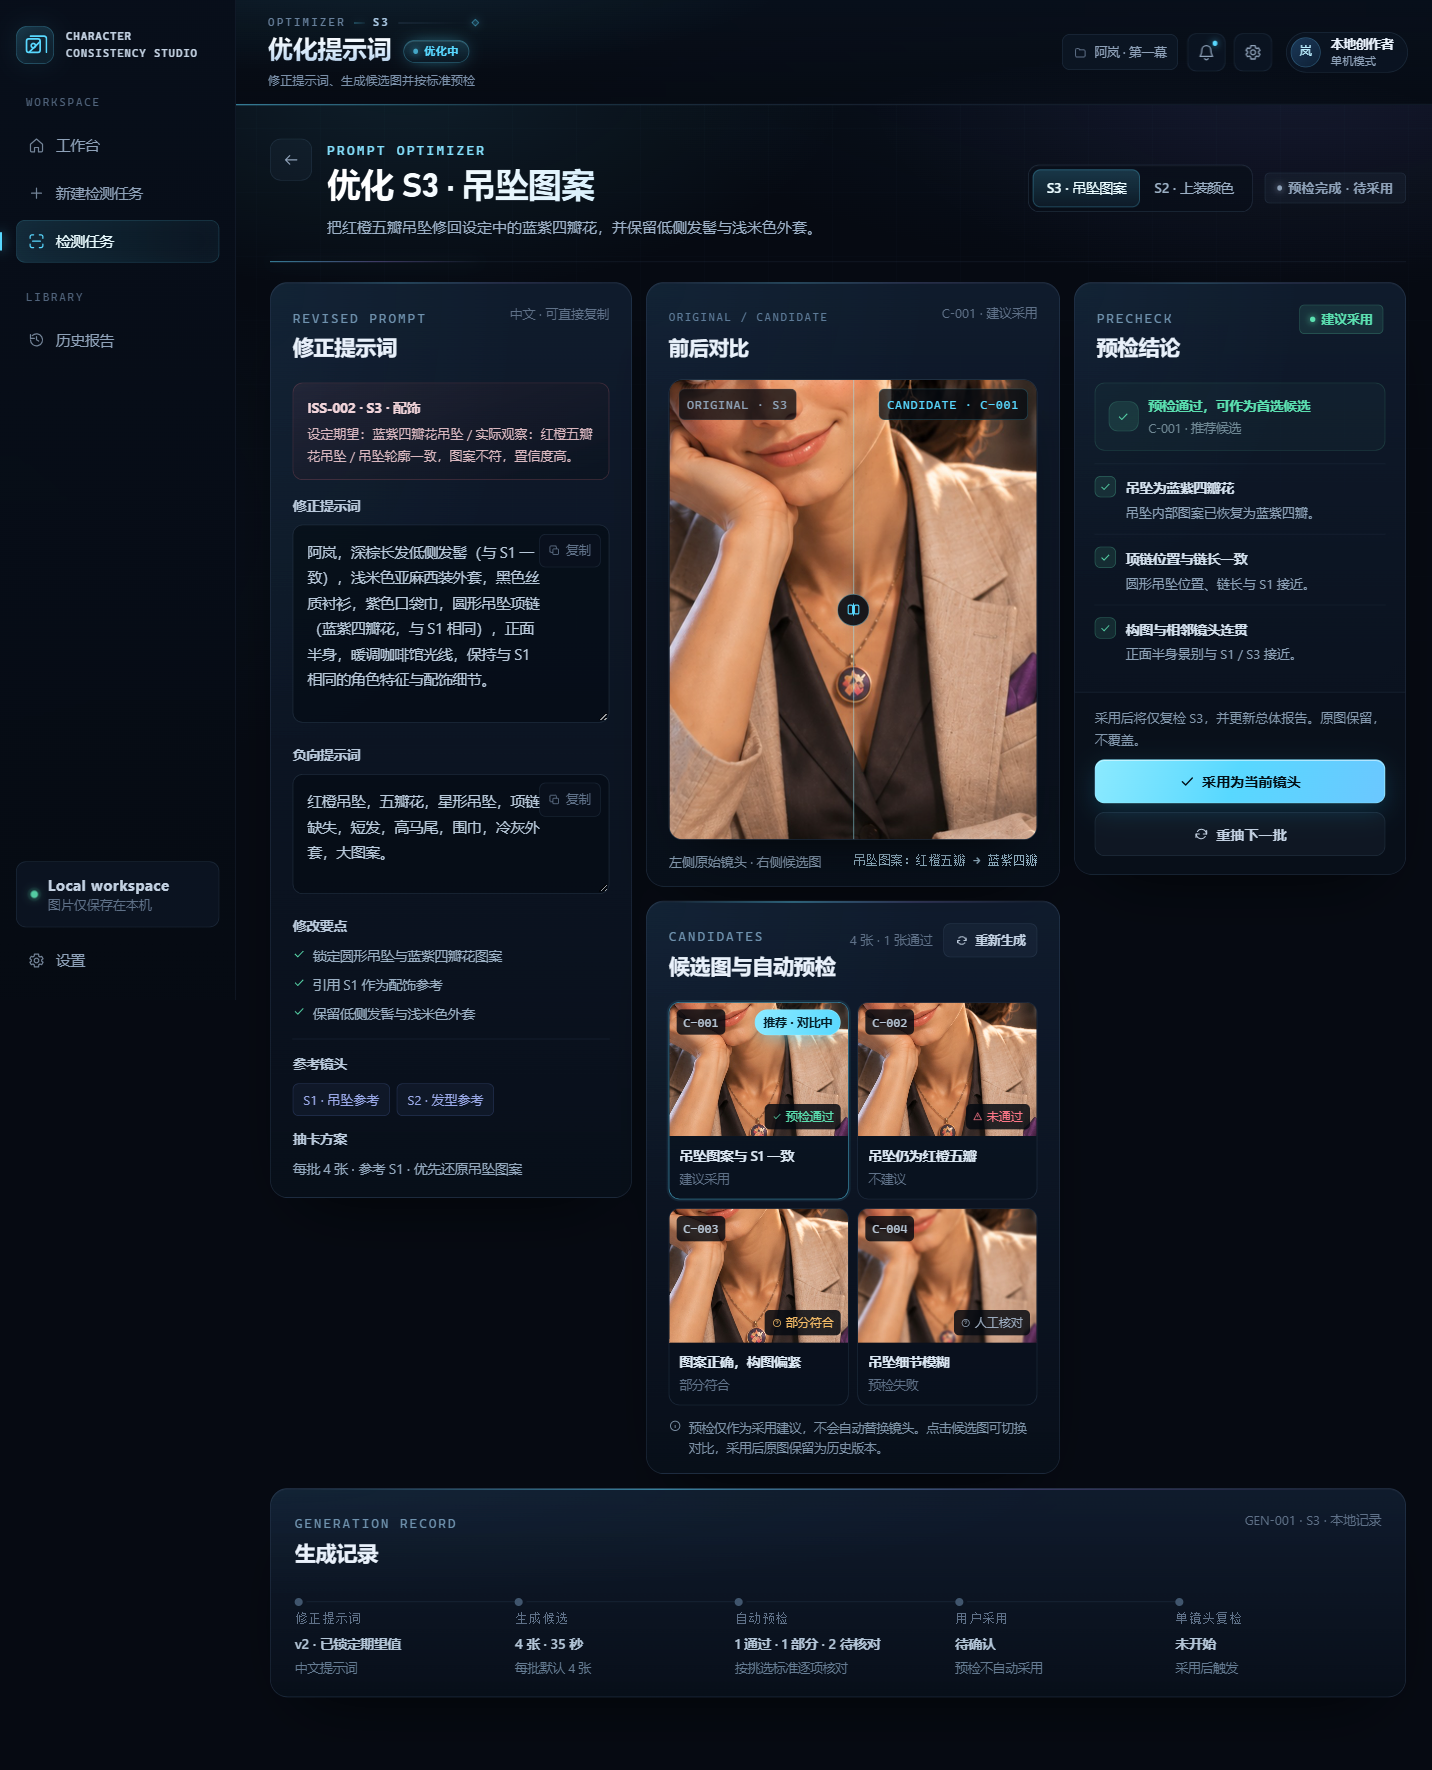 CHARACTER
CONSISTENCY STUDIO
WORKSPACE
工作台
新建检测任务
检测任务
LIBRARY
历史报告
Local workspace
图片仅保存在本机
设置
OPTIMIZER — S3
优化提示词
优化中
修正提示词、生成候选图并按标准预检
阿岚 · 第一幕
岚
本地创作者
单机模式
PROMPT OPTIMIZER
优化 S3 · 吊坠图案
把红橙五瓣吊坠修回设定中的蓝紫四瓣花，并保留低侧发髻与浅米色外套。
S3 · 吊坠图案
S2 · 上装颜色
预检完成 · 待采用
REVISED PROMPT
中文 · 可直接复制
修正提示词
ISS-002 · S3 · 配饰
设定期望：蓝紫四瓣花吊坠 / 实际观察：红橙五瓣
花吊坠 / 吊坠轮廓一致，图案不符，置信度高。
修正提示词
复制
阿岚，深棕长发低侧发髻（与 S1 一
致），浅米色亚麻西装外套，黑色丝
质衬衫，紫色口袋巾，圆形吊坠项链
（蓝紫四瓣花，与 S1 相同），正面
半身，暖调咖啡馆光线，保持与 S1
相同的角色特征与配饰细节。
负向提示词
复制
红橙吊坠，五瓣花，星形吊坠，项链
缺失，短发，高马尾，围巾，冷灰外
套，大图案。
修改要点
锁定圆形吊坠与蓝紫四瓣花图案
引用 S1 作为配饰参考
保留低侧发髻与浅米色外套
参考镜头
S1 · 吊坠参考
S2 · 发型参考
抽卡方案
每批 4 张 · 参考 S1 · 优先还原吊坠图案
ORIGINAL / CANDIDATE
C-001 · 建议采用
前后对比
ORIGINAL · S3
CANDIDATE · C-001
左侧原始镜头 · 右侧候选图
吊坠图案：红橙五瓣 → 蓝紫四瓣
CANDIDATES
4 张 · 1 张通过
重新生成
候选图与自动预检
C-001
推荐 · 对比中
预检通过
吊坠图案与 S1 一致
建议采用
C-002
未通过
吊坠仍为红橙五瓣
不建议
C-003
部分符合
图案正确，构图偏紧
部分符合
C-004
人工核对
吊坠细节模糊
预检失败
预检仅作为采用建议，不会自动替换镜头。点击候选图可切换
对比，采用后原图保留为历史版本。
PRECHECK
建议采用
预检结论
预检通过，可作为首选候选
C-001 · 推荐候选
吊坠为蓝紫四瓣花
吊坠内部图案已恢复为蓝紫四瓣。
项链位置与链长一致
圆形吊坠位置、链长与 S1 接近。
构图与相邻镜头连贯
正面半身景别与 S1 / S3 接近。
采用后将仅复检 S3，并更新总体报告。原图保留，
不覆盖。
采用为当前镜头
重抽下一批
GENERATION RECORD
GEN-001 · S3 · 本地记录
生成记录
修正提示词
v2 · 已锁定期望值
中文提示词
生成候选
4 张 · 35 秒
每批默认 4 张
自动预检
1 通过 · 1 部分 · 2 待核对
按挑选标准逐项核对
用户采用
待确认
预检不自动采用
单镜头复检
未开始
采用后触发